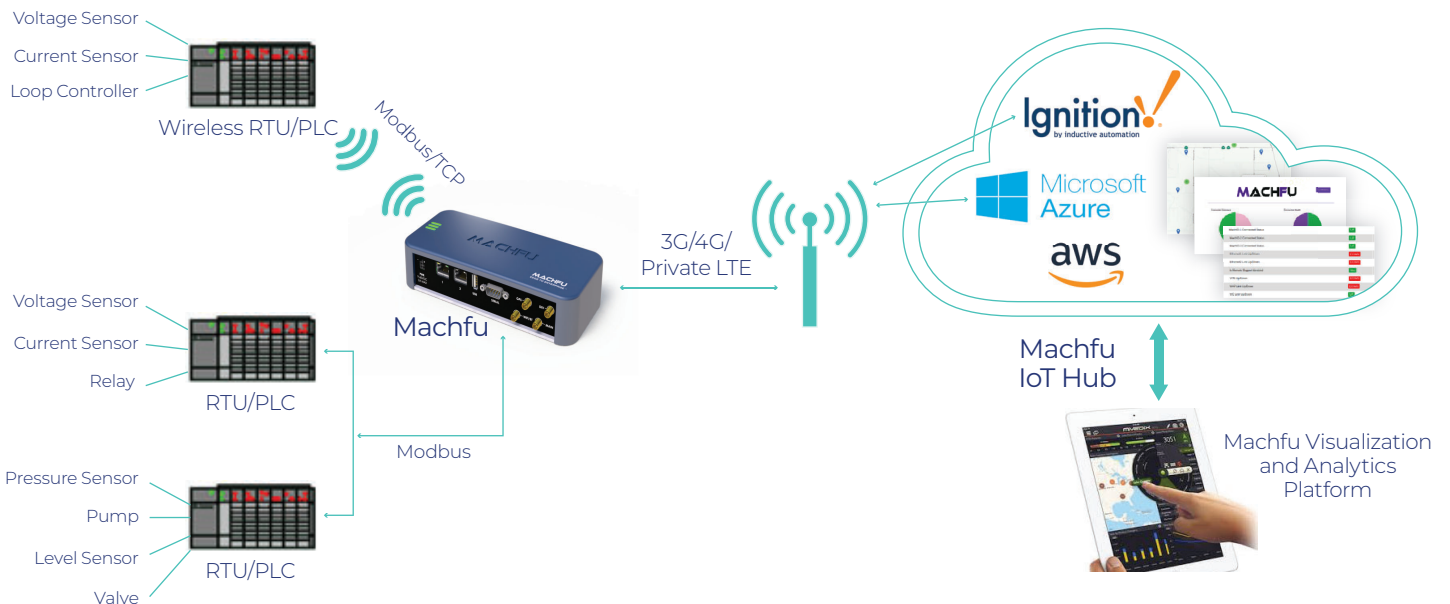 Voltage Sensor
Current Sensor
Loop Controller
Wireless RTU/PLC
Modbus/TCP
Voltage Sensor
Current Sensor
Relay
RTU/PLC
Pressure Sensor
Pump
Level Sensor
Valve
RTU/PLC
Modbus
MACHFU
MACHFU
Machfu
3G/4G/
Private LTE
Ignition!
by inductive automation
Microsoft
Azure
aws
MACHFU
Machfu
IoT Hub
3051
Machfu Visualization
and Analytics
Platform